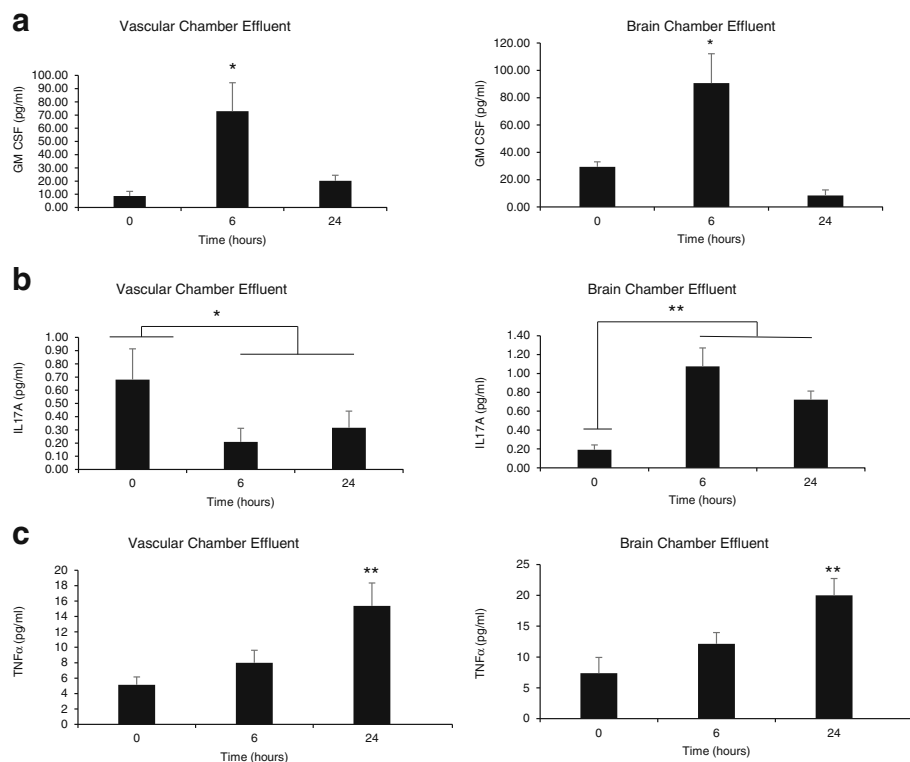 a
Vascular Chamber Effluent
GM CSF (pg/ml)
100.00
90.00
80.00
70.00
60.00
50.00
40.00
30.00
20.00
10.00
0.00
*
0 6 24
Time (hours)
Brain Chamber Effluent
GM CSF (pg/ml)
120.00
100.00
80.00
60.00
40.00
20.00
0.00
*
0 6 24
Time (hours)
b
Vascular Chamber Effluent
*
IL17A (pg/ml)
1.00
0.90
0.80
0.70
0.60
0.50
0.40
0.30
0.20
0.10
0.00
0 6 24
Time (hours)
Brain Chamber Effluent
**
IL17A (pg/ml)
1.40
1.20
1.00
0.80
0.60
0.40
0.20
0.00
0 6 24
Time (hours)
c
Vascular Chamber Effluent
TNFα (pg/ml)
20
18
16
14
12
10
8
6
4
2
0
**
0 6 24
Time (hours)
Brain Chamber Effluent
TNFα (pg/ml)
25
20
15
10
5
0
**
0 6 24
Time (hours)